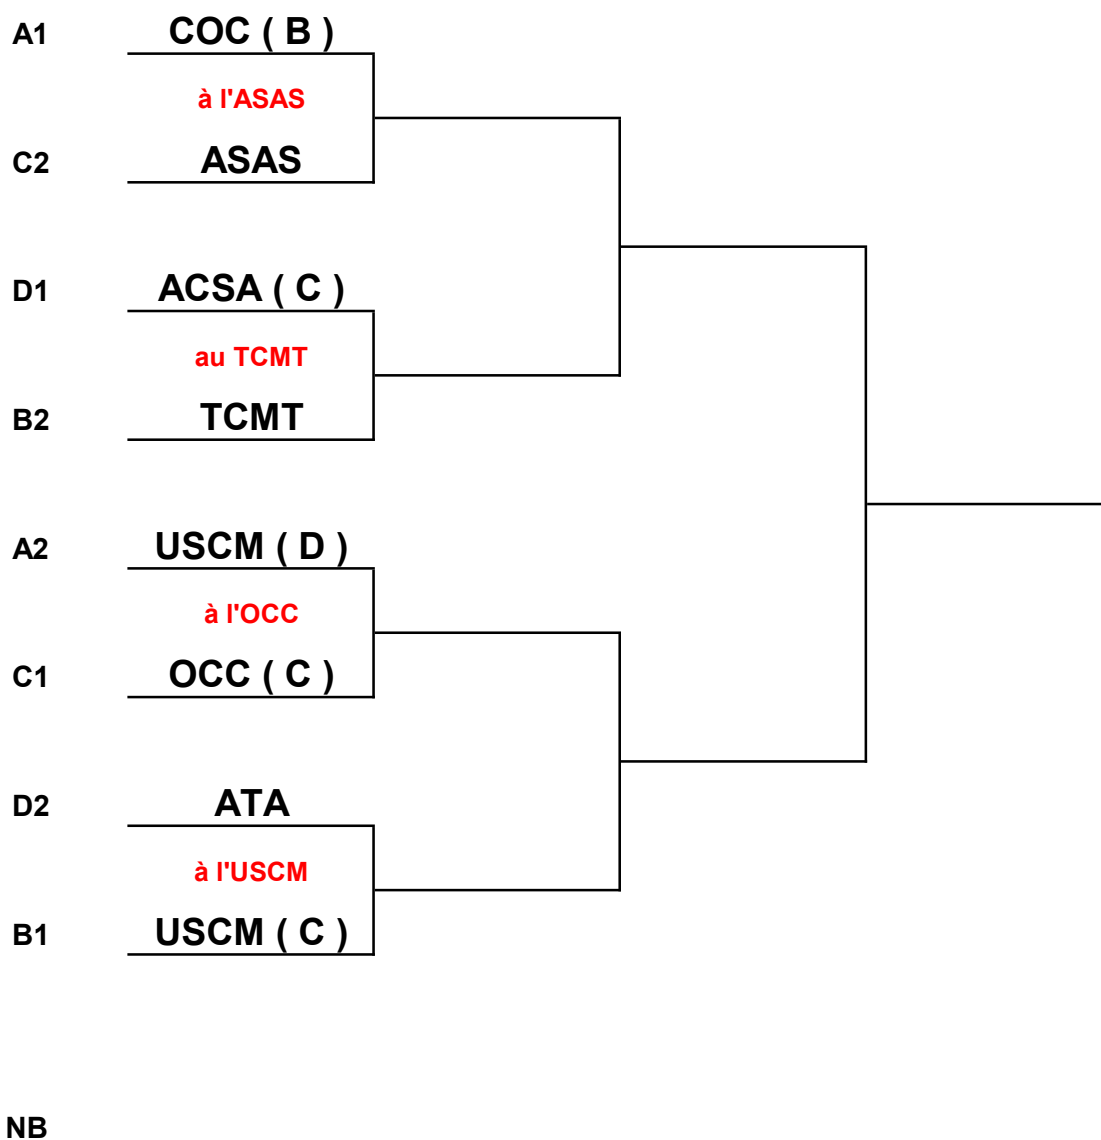 A1 COC ( B )
à l'ASAS
C2 ASAS
D1 ACSA ( C )
au TCMT
B2 TCMT
A2 USCM ( D )
à l'OCC
C1 OCC ( C )
D2 ATA
à l'USCM
B1 USCM ( C )
NB